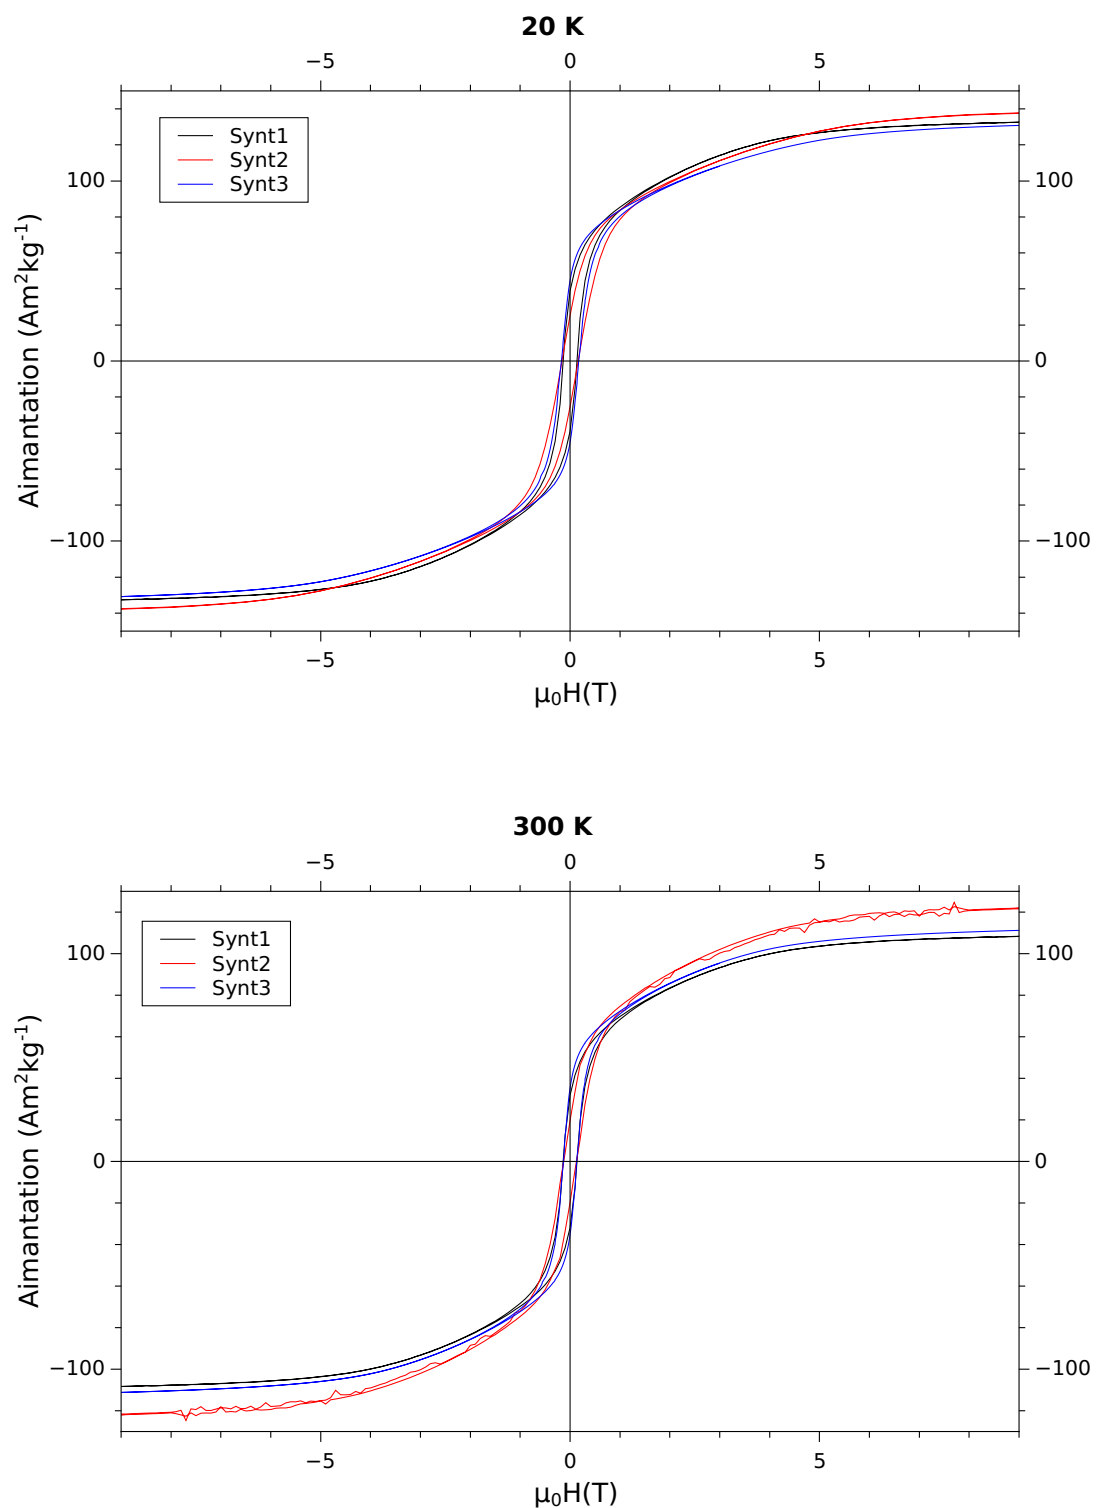 20 K
−5 0 5
Synt1
Synt2
Synt3
100 100
0 0
−100 −100
Aimantation (Am²kg⁻¹)
−5 0 5
μ₀H(T)
300 K
−5 0 5
Synt1
Synt2
Synt3
100 100
0 0
−100 −100
Aimantation (Am²kg⁻¹)
−5 0 5
μ₀H(T)